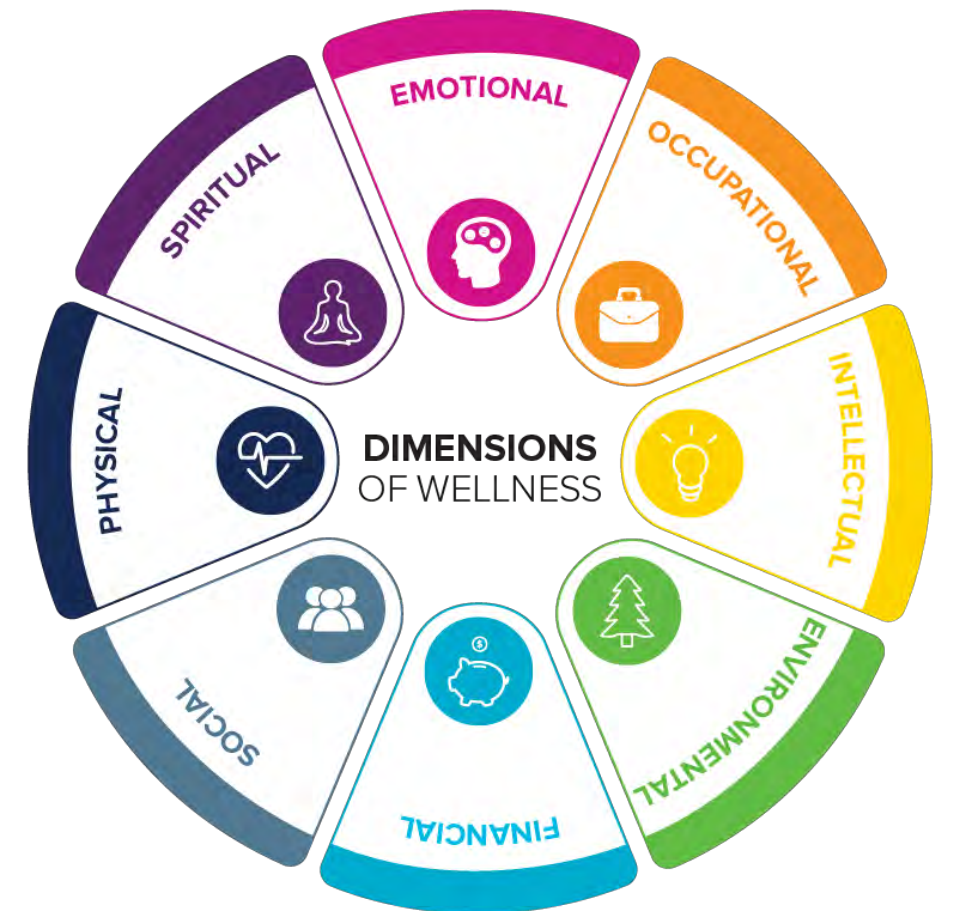 EMOTIONAL
OCCUPATIONAL
INTELLECTUAL
ENVIRONMENTAL
FINANCIAL
SOCIAL
PHYSICAL
SPIRITUAL
DIMENSIONS
OF WELLNESS
$